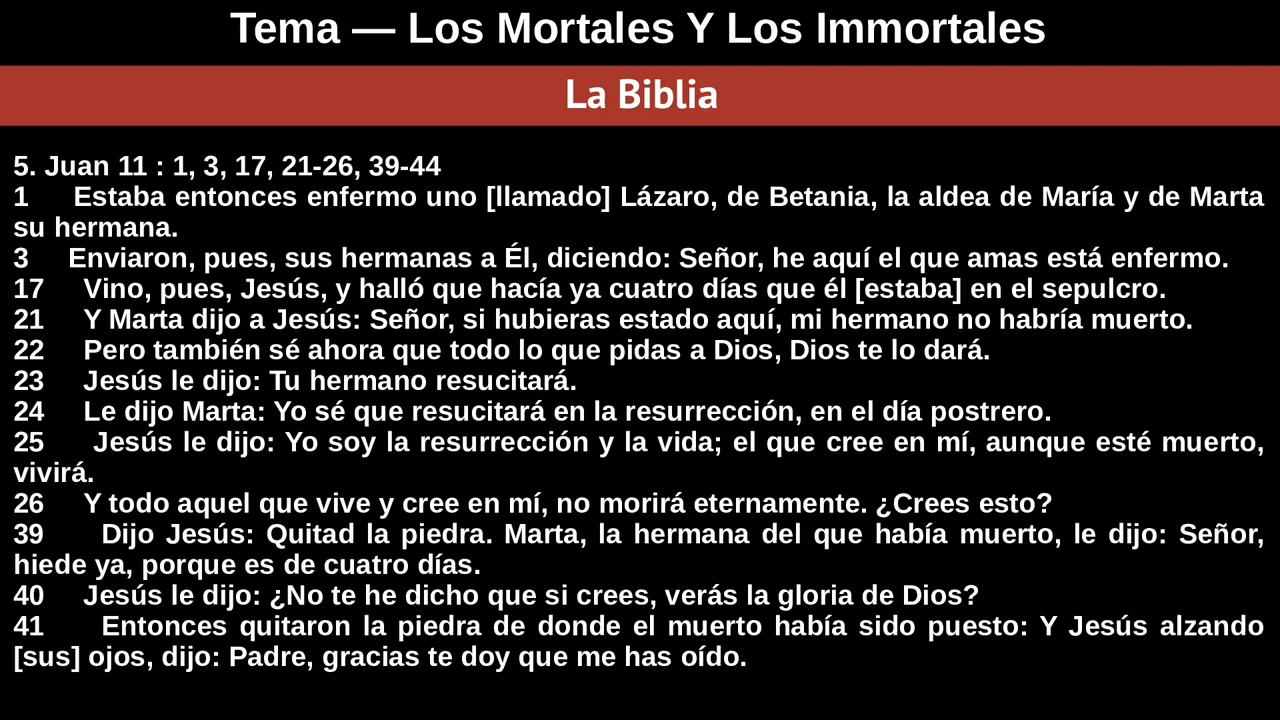 Tema — Los Mortales Y Los Immortales
La Biblia
5. Juan 11 : 1, 3, 17, 21-26, 39-44
1 Estaba entonces enfermo uno [llamado] Lázaro, de Betania, la aldea de María y de Marta
su hermana.
3 Enviaron, pues, sus hermanas a Él, diciendo: Señor, he aquí el que amas está enfermo.
17 Vino, pues, Jesús, y halló que hacía ya cuatro días que él [estaba] en el sepulcro.
21 Y Marta dijo a Jesús: Señor, si hubieras estado aquí, mi hermano no habría muerto.
22 Pero también sé ahora que todo lo que pidas a Dios, Dios te lo dará.
23 Jesús le dijo: Tu hermano resucitará.
24 Le dijo Marta: Yo sé que resucitará en la resurrección, en el día postrero.
25 Jesús le dijo: Yo soy la resurrección y la vida; el que cree en mí, aunque esté muerto,
vivirá.
26 Y todo aquel que vive y cree en mí, no morirá eternamente. ¿Crees esto?
39 Dijo Jesús: Quitad la piedra. Marta, la hermana del que había muerto, le dijo: Señor,
hiede ya, porque es de cuatro días.
40 Jesús le dijo: ¿No te he dicho que si crees, verás la gloria de Dios?
41 Entonces quitaron la piedra de donde el muerto había sido puesto: Y Jesús alzando
[sus] ojos, dijo: Padre, gracias te doy que me has oído.